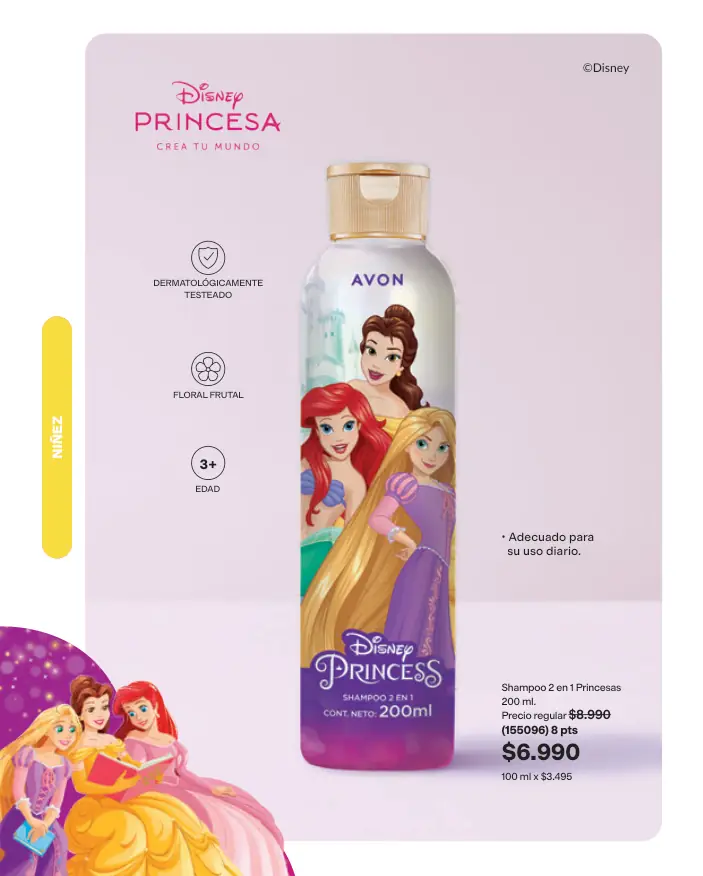 ©Disney
Disney
PRINCESA
CREA TU MUNDO
DERMATOLÓGICAMENTE
TESTEADO
FLORAL FRUTAL
3+
EDAD
NIÑEZ
AVON
Disney
PRINCESS
SHAMPOO 2 EN 1
CONT. NETO: 200ml
• Adecuado para
su uso diario.
Shampoo 2 en 1 Princesas
200 ml.
Precio regular $8.990
(155096) 8 pts
$6.990
100 ml x $3.495